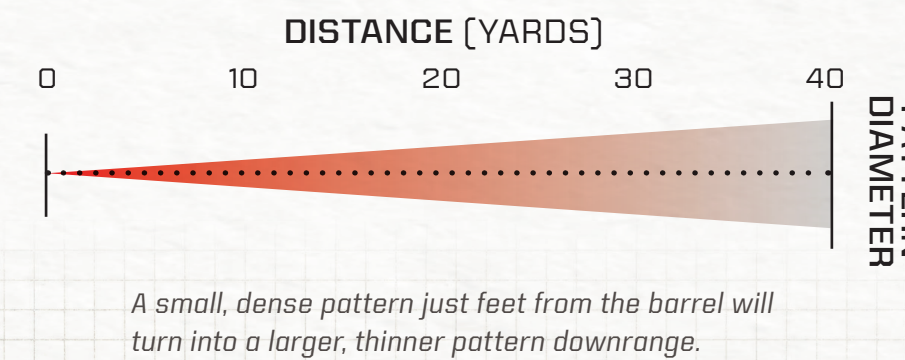 DISTANCE (YARDS)
0 10 20 30 40
DIAMETER
A small, dense pattern just feet from the barrel will
turn into a larger, thinner pattern downrange.